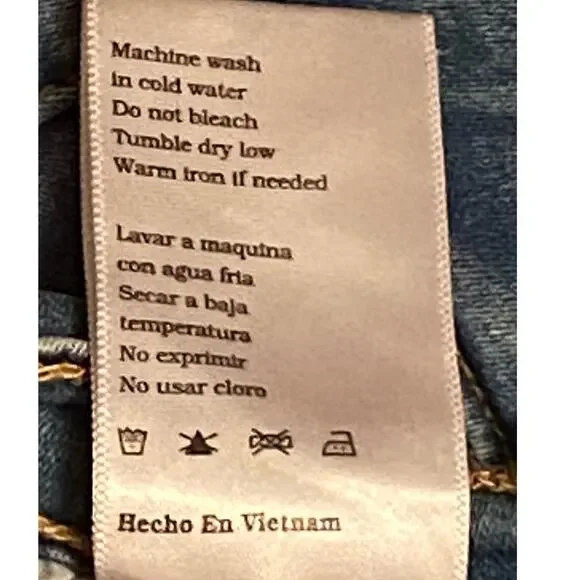 Machine wash
in cold water
Do not bleach
Tumble dry low
Warm iron if needed
Lavar a maquina
con agua fria
Secar a baja
temperatura
No exprimir
No usar cloro
Hecho En Vietnam